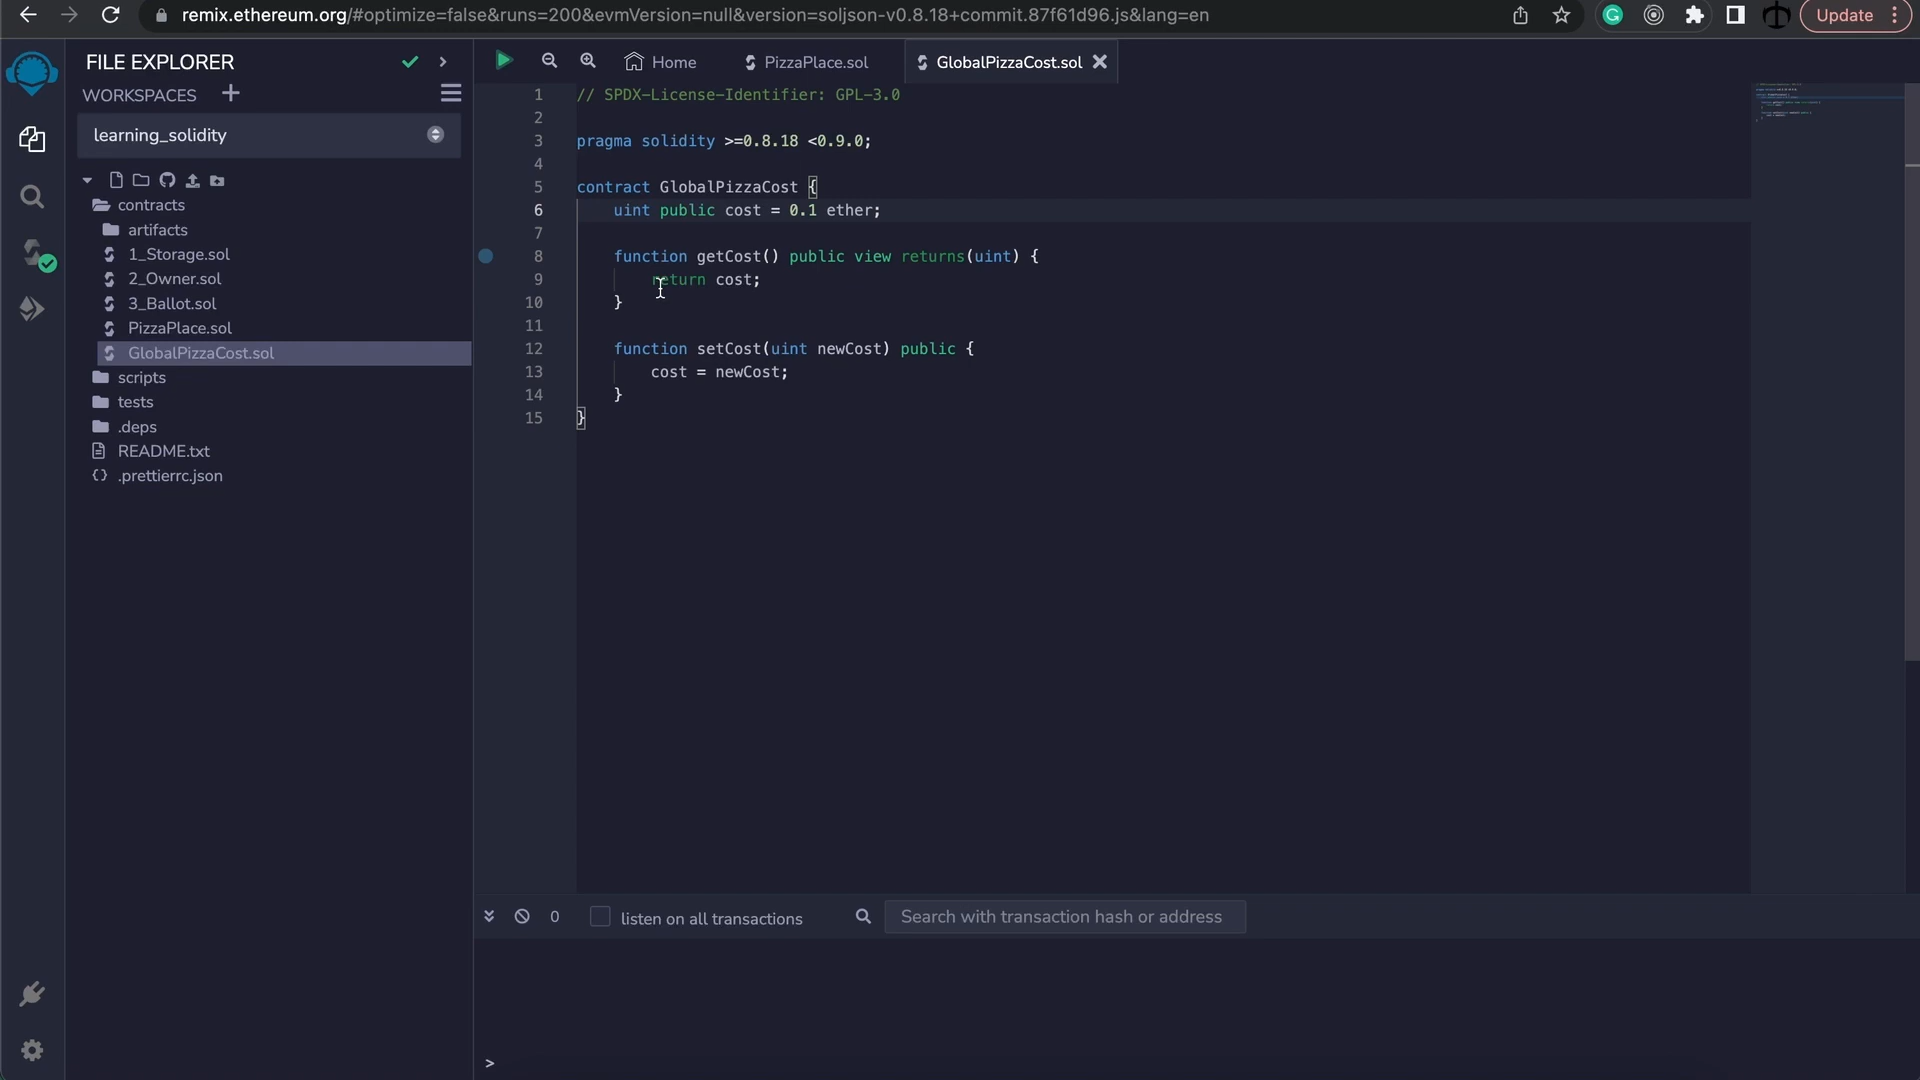 remix.ethereum.org/#optimize=false&runs=200&evmVersion=null&version=soljson-v0.8.18+commit.87f61d96.js&lang=en
Update
FILE EXPLORER
WORKSPACES
learning_solidity
contracts
artifacts
1_Storage.sol
2_Owner.sol
3_Ballot.sol
PizzaPlace.sol
GlobalPizzaCost.sol
scripts
tests
.deps
README.txt
.prettierrc.json
Home
PizzaPlace.sol
GlobalPizzaCost.sol
1 // SPDX-License-Identifier: GPL-3.0
2
3 pragma solidity >=0.8.18 <0.9.0;
4
5 contract GlobalPizzaCost {
6 uint public cost = 0.1 ether;
7
8 function getCost() public view returns(uint) {
9 return cost;
10 }
11
12 function setCost(uint newCost) public {
13 cost = newCost;
14 }
15 }
0
listen on all transactions
Search with transaction hash or address
>